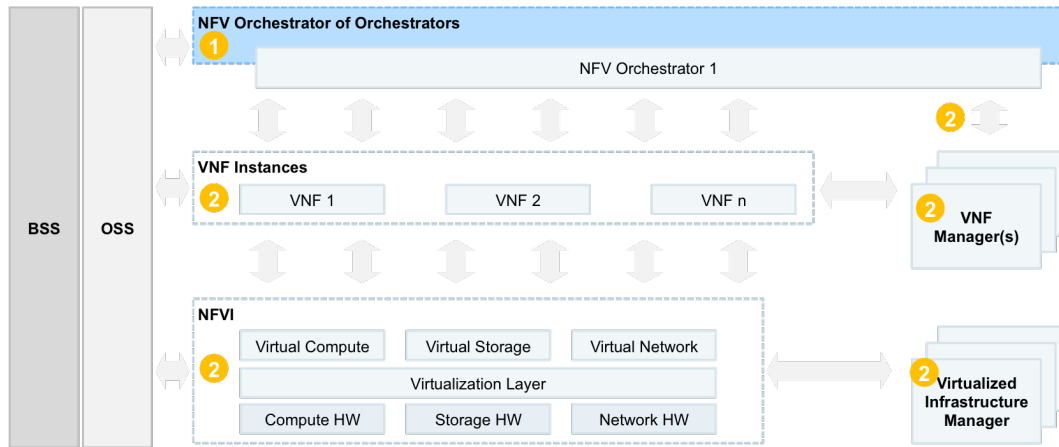 NFV Orchestrator of Orchestrators
1
NFV Orchestrator 1
2
VNF Instances
2
VNF 1
VNF 2
VNF n
2
VNF
Manager(s)
BSS
OSS
NFVI
2
Virtual Compute
Virtual Storage
Virtual Network
Virtualization Layer
Compute HW
Storage HW
Network HW
2
Virtualized
Infrastructure
Manager